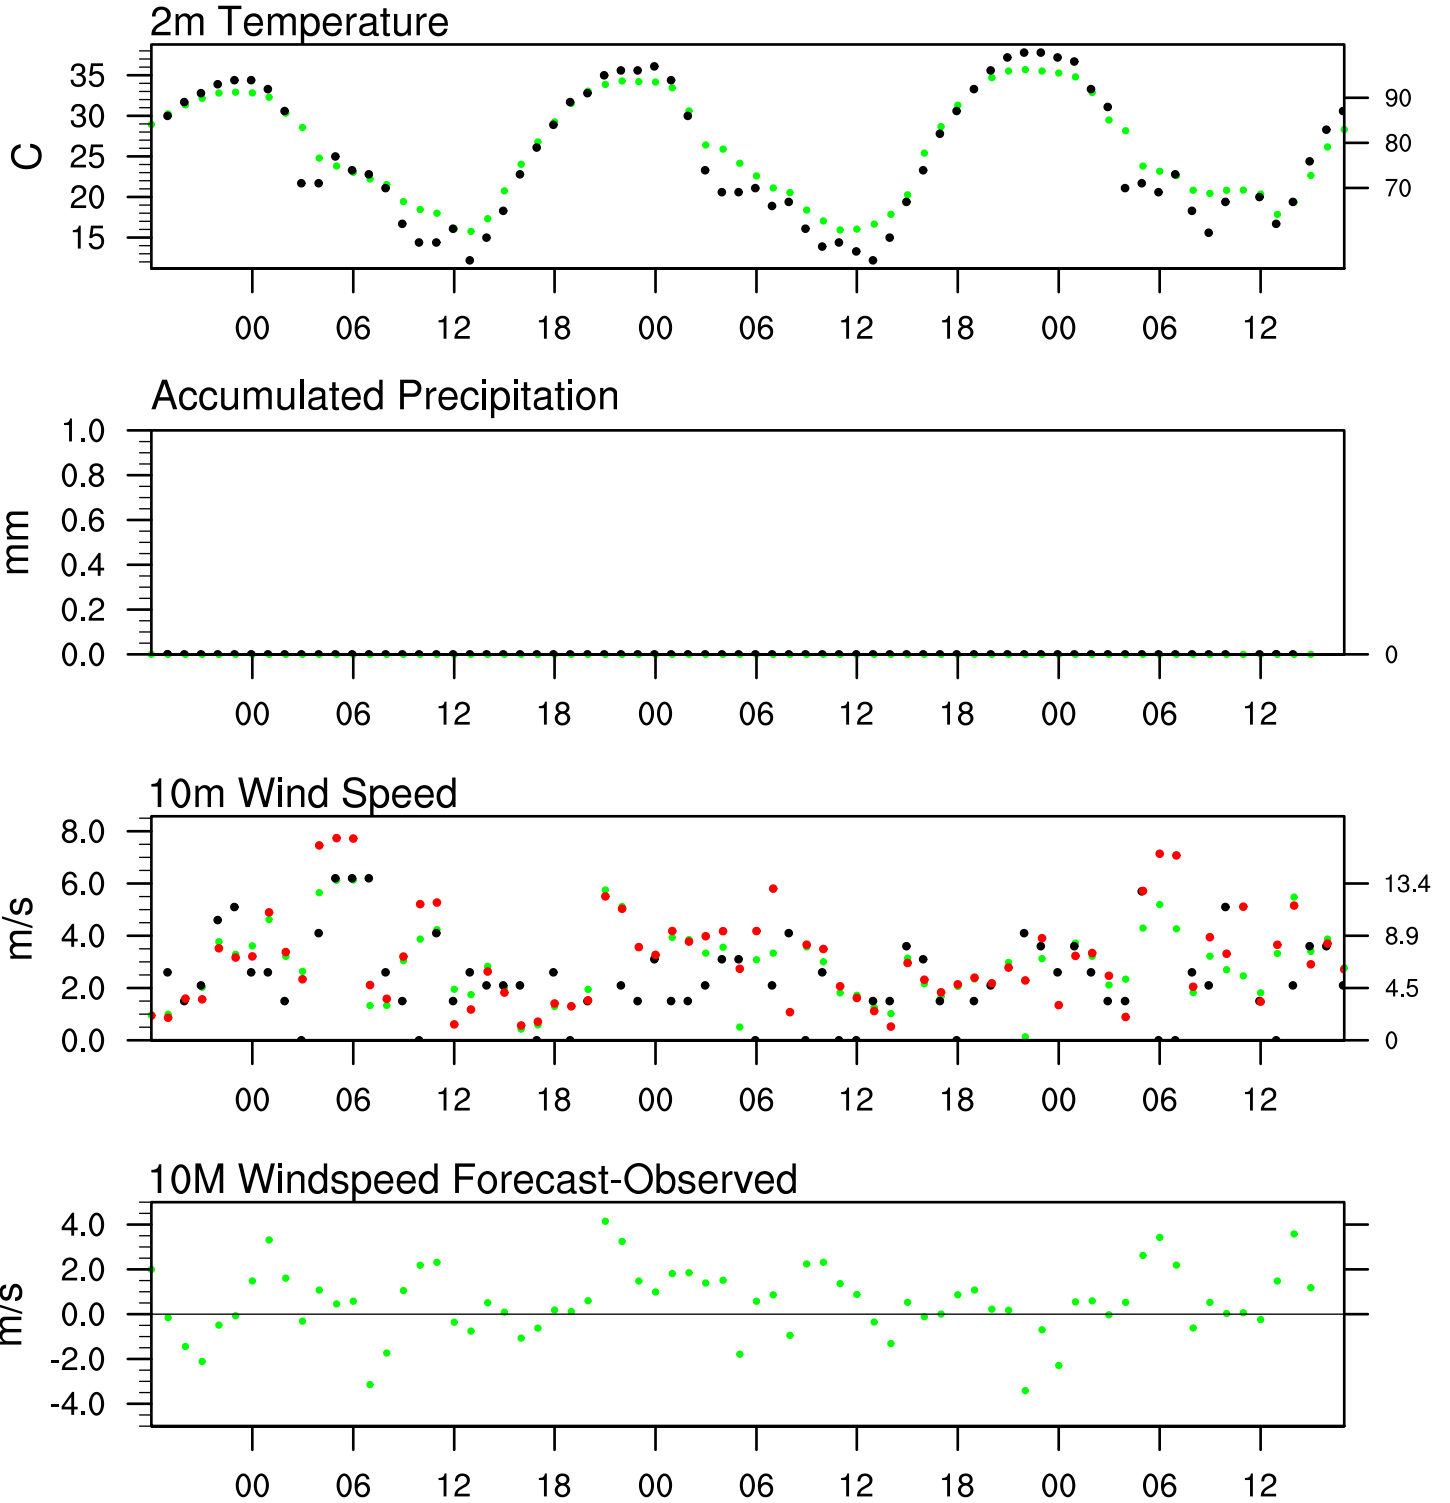 2m Temperature
C
35
30
25
20
15
90
80
70
00 06 12 18 00 06 12 18 00 06 12
Accumulated Precipitation
mm
1.0
0.8
0.6
0.4
0.2
0.0
0
00 06 12 18 00 06 12 18 00 06 12
10m Wind Speed
m/s
8.0
6.0
4.0
2.0
0.0
13.4
8.9
4.5
0
00 06 12 18 00 06 12 18 00 06 12
10M Windspeed Forecast-Observed
m/s
4.0
2.0
0.0
-2.0
-4.0
00 06 12 18 00 06 12 18 00 06 12